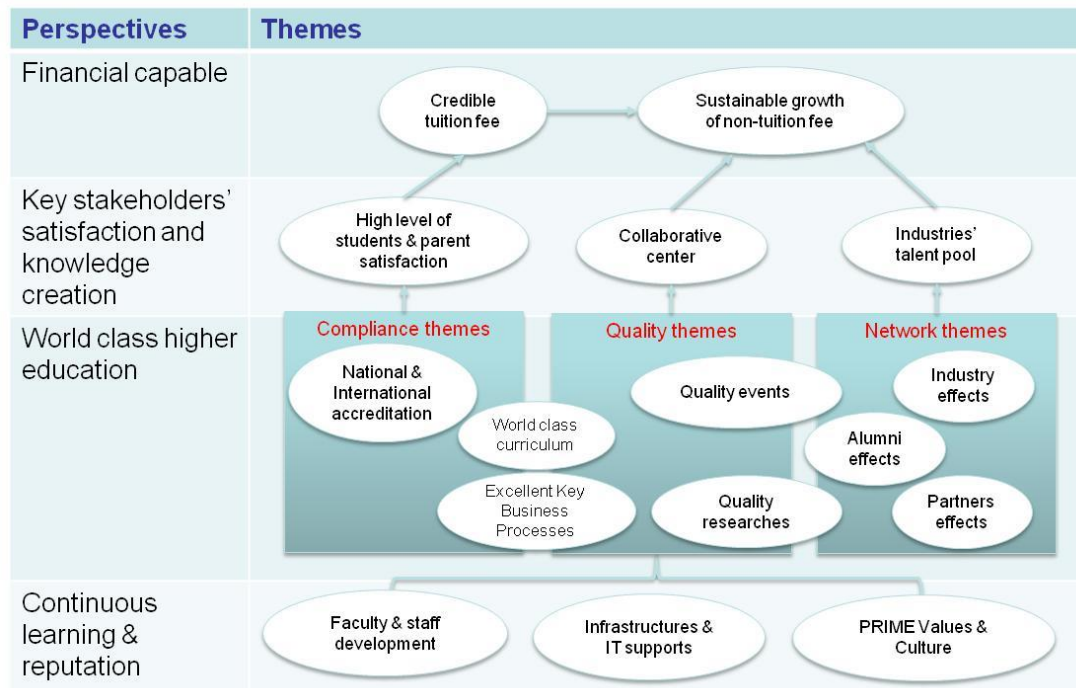 Perspectives
Themes
Financial capable
Credible
tuition fee
Sustainable growth
of non-tuition fee
Key stakeholders'
satisfaction and
knowledge
creation
High level of
students & parent
satisfaction
Collaborative
center
Industries'
talent pool
World class higher
education
Compliance themes
Quality themes
Network themes
National &
International
accreditation
Quality events
Industry
effects
World class
curriculum
Alumni
effects
Excellent Key
Business
Processes
Quality
researches
Partners
effects
Continuous
learning &
reputation
Faculty & staff
development
Infrastructures &
IT supports
PRIME Values &
Culture